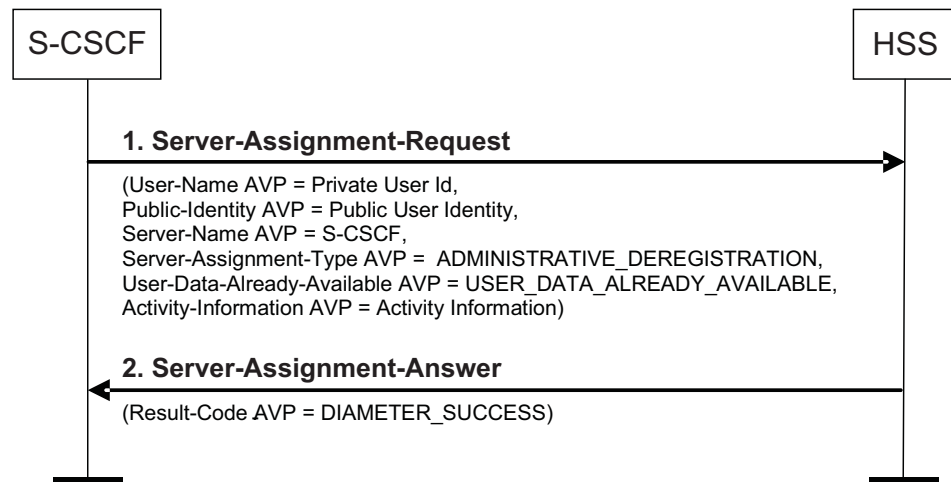 S-CSCF
HSS
1. Server-Assignment-Request
(User-Name AVP = Private User Id,
Public-Identity AVP = Public User Identity,
Server-Name AVP = S-CSCF,
Server-Assignment-Type AVP = ADMINISTRATIVE_DEREGISTRATION,
User-Data-Already-Available AVP = USER_DATA_ALREADY_AVAILABLE,
Activity-Information AVP = Activity Information)
2. Server-Assignment-Answer
(Result-Code AVP = DIAMETER_SUCCESS)